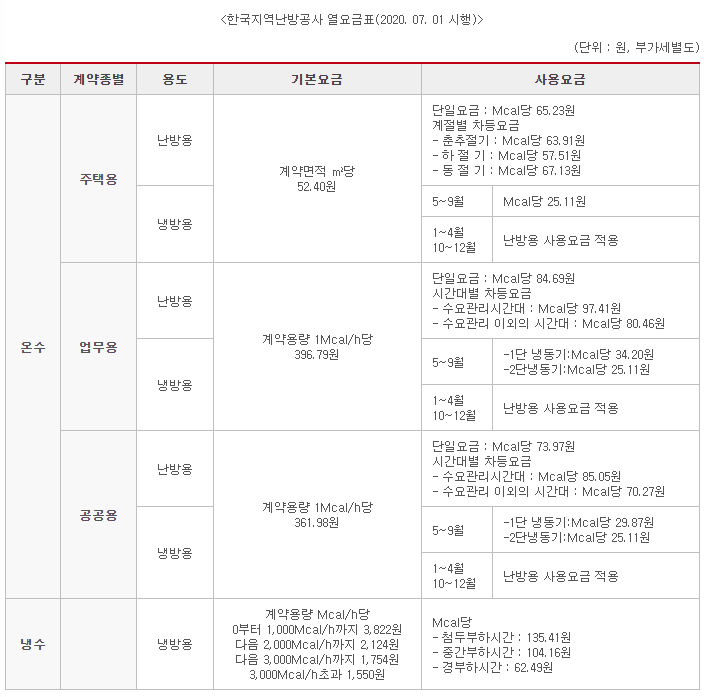 <한국지역난방공사 열요금표(2020. 07. 01 시행)>
(단위 : 원, 부가세별도)
구분 계약종별 용도 기본요금 사용요금
온수
주택용
난방용
계약면적 ㎡당
52.40원
단일요금 : Mcal당 65.23원
계절별 차등요금
- 춘추절기 : Mcal당 63.91원
- 하 절 기 : Mcal당 57.51원
- 동 절 기 : Mcal당 67.13원
냉방용
5~9월
Mcal당 25.11원
1~4월
10~12월
난방용 사용요금 적용
업무용
난방용
계약용량 1Mcal/h당
396.79원
단일요금 : Mcal당 84.69원
시간대별 차등요금
- 수요관리시간대 : Mcal당 97.41원
- 수요관리 이외의 시간대 : Mcal당 80.46원
냉방용
5~9월
-1단 냉동기:Mcal당 34.20원
-2단냉동기:Mcal당 25.11원
1~4월
10~12월
난방용 사용요금 적용
공공용
난방용
계약용량 1Mcal/h당
361.98원
단일요금 : Mcal당 73.97원
시간대별 차등요금
- 수요관리시간대 : Mcal당 85.05원
- 수요관리 이외의 시간대 : Mcal당 70.27원
냉방용
5~9월
-1단 냉동기:Mcal당 29.87원
-2단냉동기:Mcal당 25.11원
1~4월
10~12월
난방용 사용요금 적용
냉수
냉방용
계약용량 Mcal/h당
0부터 1,000Mcal/h까지 3,822원
다음 2,000Mcal/h까지 2,124원
다음 3,000Mcal/h까지 1,754원
3,000Mcal/h초과 1,550원
Mcal당
- 첨두부하시간 : 135.41원
- 중간부하시간 : 104.16원
- 경부하시간 : 62.49원